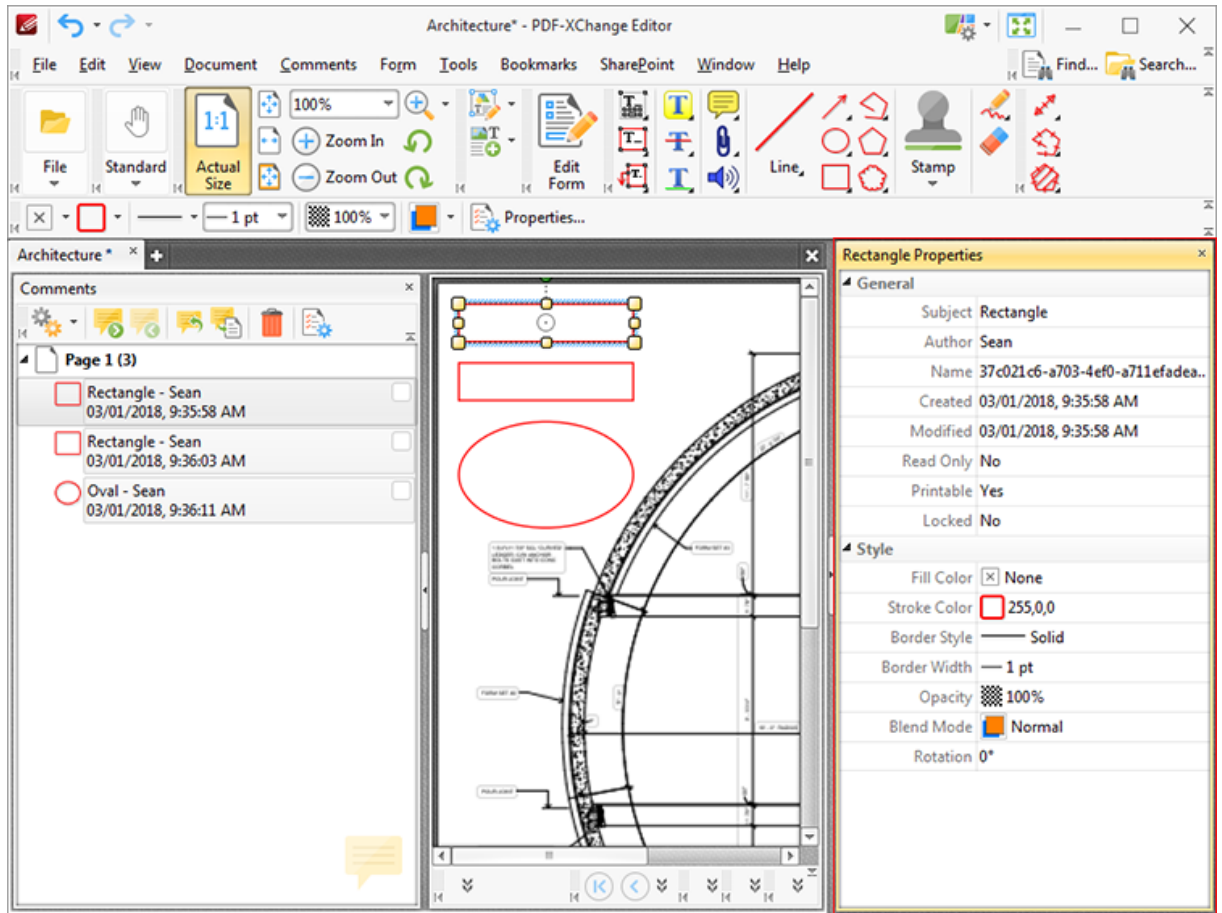 Architecture* - PDF-XChange Editor
File Edit View Document Comments Form Tools Bookmarks SharePoint Window Help
Find... Search...
100%
Zoom In
Zoom Out
File
Standard
1:1
Actual
Size
Edit
Form
Line
Stamp
1 pt
100%
Properties...
Architecture *
Comments
Page 1 (3)
Rectangle - Sean
03/01/2018, 9:35:58 AM
Rectangle - Sean
03/01/2018, 9:36:03 AM
Oval - Sean
03/01/2018, 9:36:11 AM
Rectangle Properties
General
Subject Rectangle
Author Sean
Name 37c021c6-a703-4ef0-a711efadea..
Created 03/01/2018, 9:35:58 AM
Modified 03/01/2018, 9:35:58 AM
Read Only No
Printable Yes
Locked No
Style
Fill Color None
Stroke Color 255,0,0
Border Style Solid
Border Width 1 pt
Opacity 100%
Blend Mode Normal
Rotation 0°